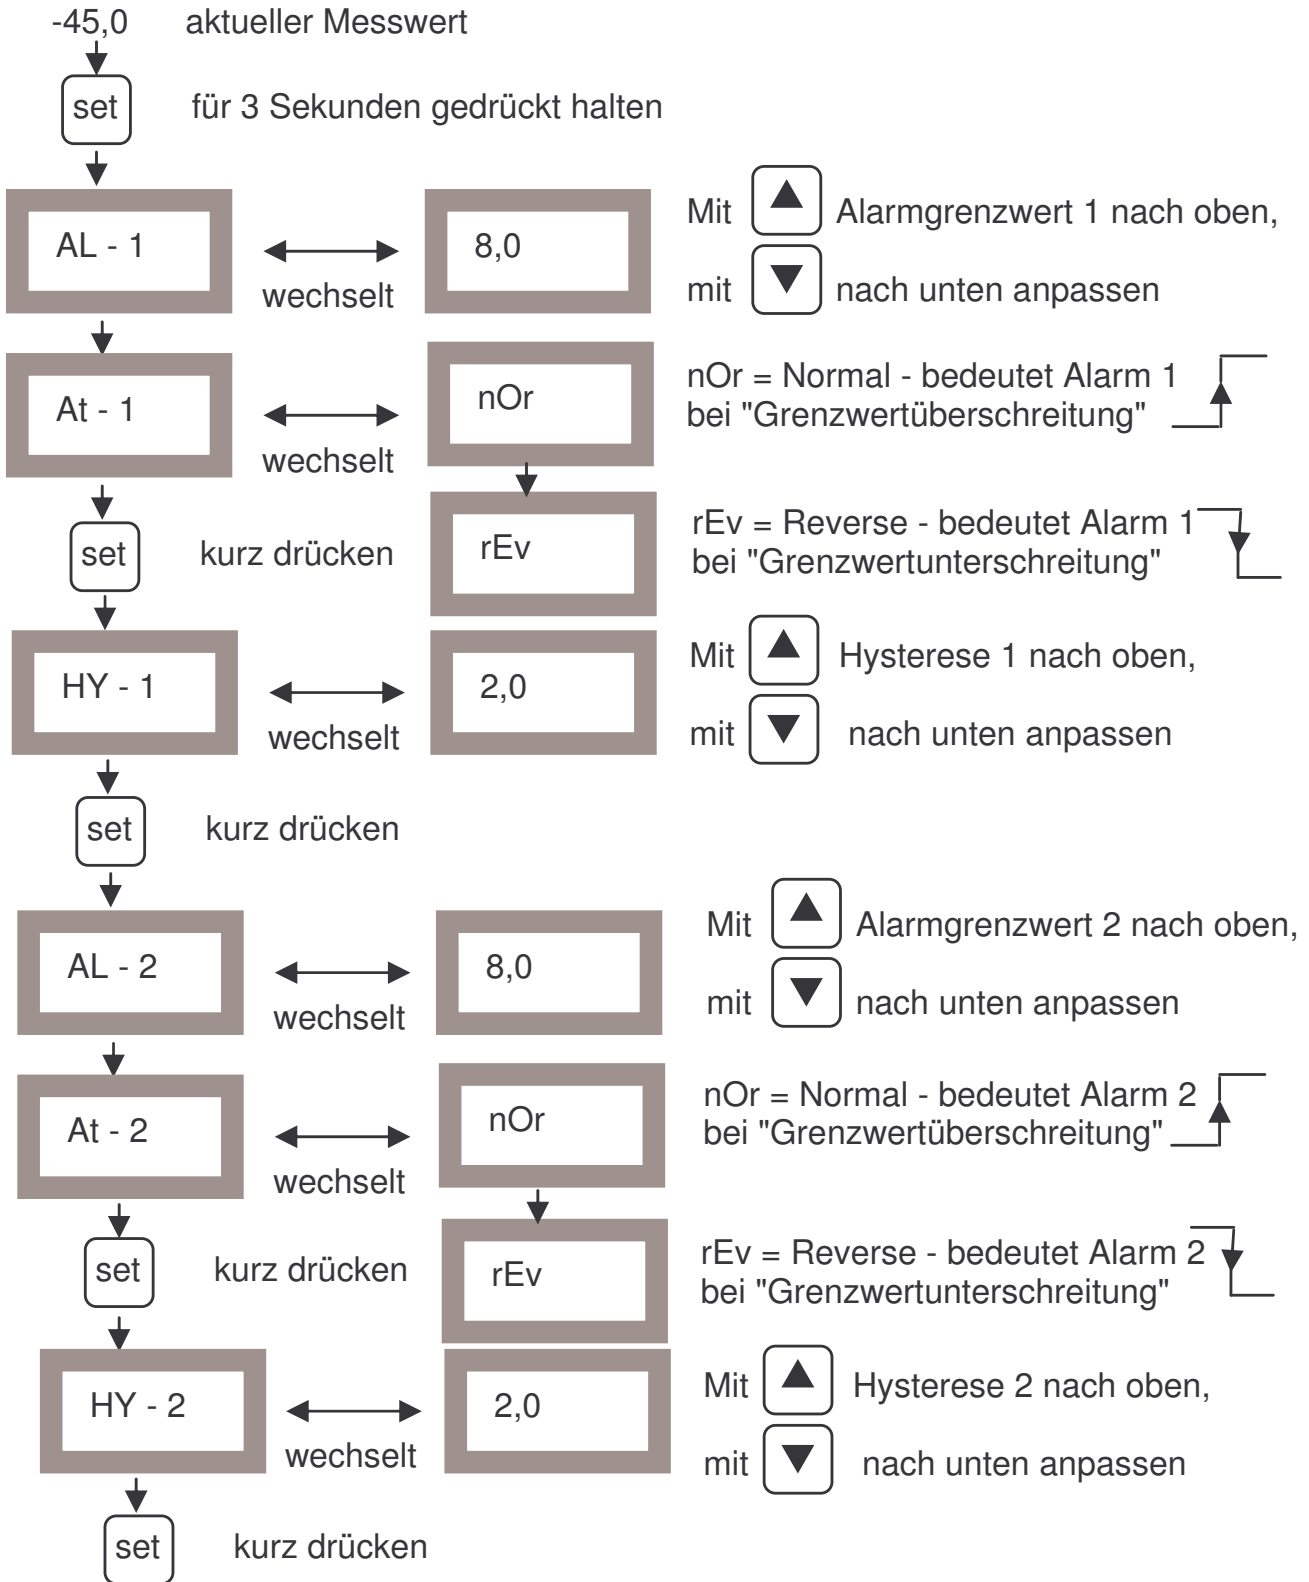 -45,0 aktueller Messwert
set für 3 Sekunden gedrückt halten
AL - 1 wechselt 8,0 Mit ▲ Alarmgrenzwert 1 nach oben,
mit ▼ nach unten anpassen
At - 1 wechselt nOr nOr = Normal - bedeutet Alarm 1
bei "Grenzwertüberschreitung"
set kurz drücken rEv rEv = Reverse - bedeutet Alarm 1
bei "Grenzwertunterschreitung"
HY - 1 wechselt 2,0 Mit ▲ Hysterese 1 nach oben,
mit ▼ nach unten anpassen
set kurz drücken
AL - 2 wechselt 8,0 Mit ▲ Alarmgrenzwert 2 nach oben,
mit ▼ nach unten anpassen
At - 2 wechselt nOr nOr = Normal - bedeutet Alarm 2
bei "Grenzwertüberschreitung"
set kurz drücken rEv rEv = Reverse - bedeutet Alarm 2
bei "Grenzwertunterschreitung"
HY - 2 wechselt 2,0 Mit ▲ Hysterese 2 nach oben,
mit ▼ nach unten anpassen
set kurz drücken